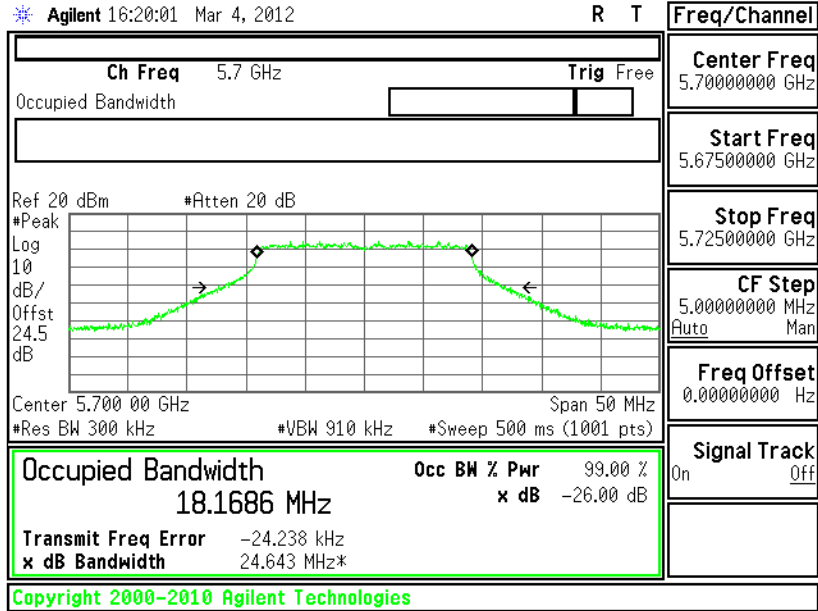 Agilent 16:20:01 Mar 4, 2012 R T
Freq/Channel
Ch Freq 5.7 GHz Trig Free
Occupied Bandwidth
Center Freq
5.70000000 GHz
Start Freq
5.67500000 GHz
Stop Freq
5.72500000 GHz
CF Step
5.00000000 MHz
Auto Man
Freq Offset
0.00000000 Hz
Signal Track
On Off
Ref 20 dBm #Atten 20 dB
#Peak
Log
10
dB/
Offst
24.5
dB
Center 5.700 00 GHz Span 50 MHz
#Res BW 300 kHz #VBW 910 kHz #Sweep 500 ms (1001 pts)
Occupied Bandwidth Occ BW % Pwr 99.00 %
18.1686 MHz x dB -26.00 dB
Transmit Freq Error -24.238 kHz
x dB Bandwidth 24.643 MHz*
Copyright 2000-2010 Agilent Technologies